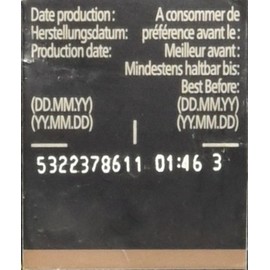 Date production :
Herstellungsdatum:
Production date:
A consommer de
préférence avant le :
Meilleur avant :
Mindestens haltbar bis:
Best Before:
(DD.MM.YY)
(YY.MM.DD)
(DD.MM.YY)
(YY.MM.DD)
5322378611 01:46 3